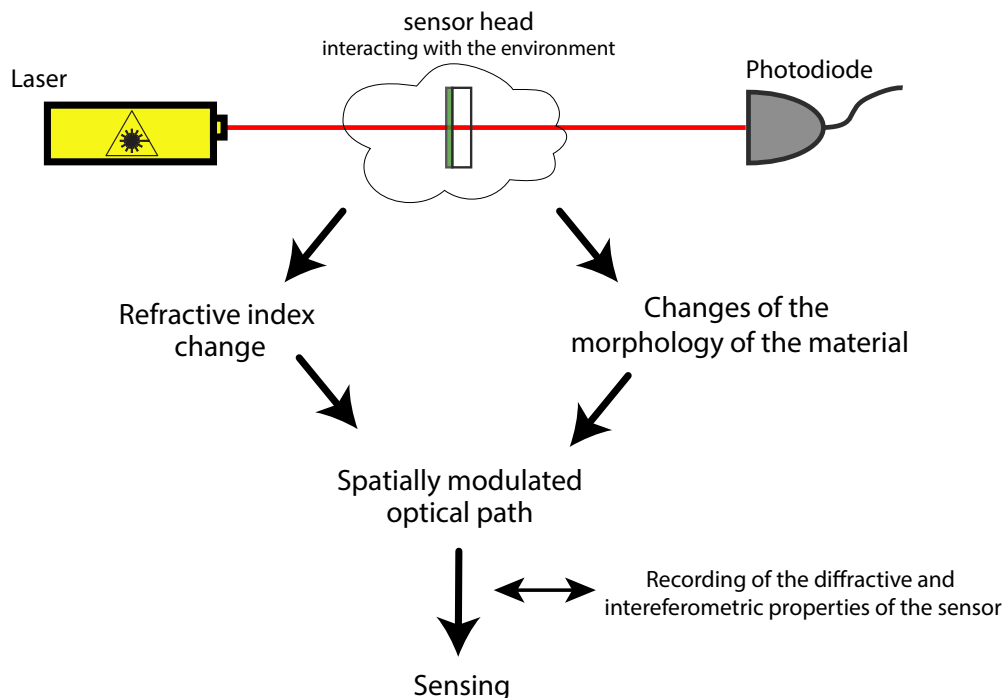 sensor head
interacting with the environment
Laser
Photodiode
Refractive index
change
Changes of the
morphology of the material
Spatially modulated
optical path
Recording of the diffractive and
intereferometric properties of the sensor
Sensing